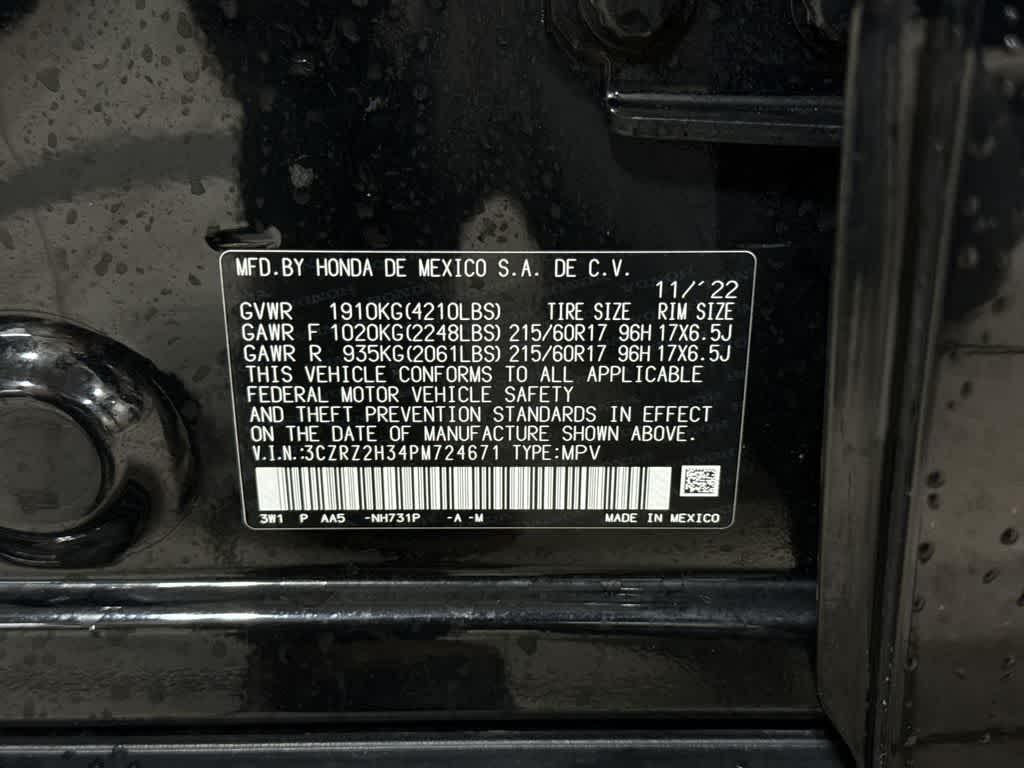 MFD.BY HONDA DE MEXICO S.A. DE C.V.
11/'22
GVWR 1910KG(4210LBS) TIRE SIZE RIM SIZE
GAWR F 1020KG(2248LBS) 215/60R17 96H 17X6.5J
GAWR R 935KG(2061LBS) 215/60R17 96H 17X6.5J
THIS VEHICLE CONFORMS TO ALL APPLICABLE
FEDERAL MOTOR VEHICLE SAFETY
AND THEFT PREVENTION STANDARDS IN EFFECT
ON THE DATE OF MANUFACTURE SHOWN ABOVE.
V.I.N.:3CZRZ2H34PM724671 TYPE:MPV
3W1 P AA5 -NH731P -A -M MADE IN MEXICO